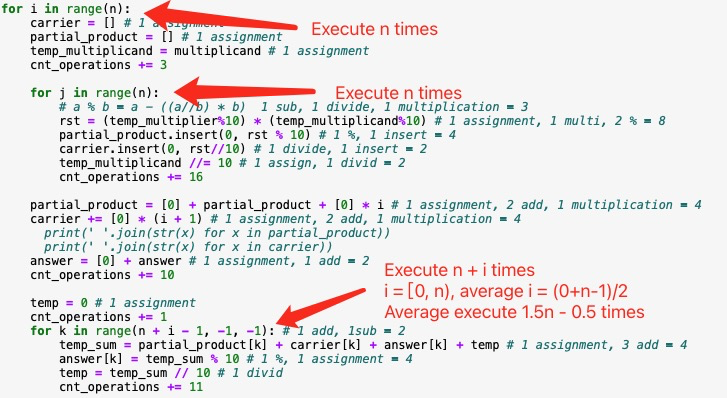 for i in range(n):
carrier = [] # 1 assignment
Execute n times
partial_product = [] # 1 assignment
temp_multiplicand = multiplicand # 1 assignment
cnt_operations += 3
for j in range(n):
Execute n times
# a % b = a - ((a//b) * b)  1 sub, 1 divide, 1 multiplication = 3
rst = (temp_multiplier%10) * (temp_multiplicand%10) # 1 assignment, 1 multi, 2 % = 8
partial_product.insert(0, rst % 10) # 1 %, 1 insert = 4
carrier.insert(0, rst//10) # 1 divide, 1 insert = 2
temp_multiplicand //= 10 # 1 assign, 1 divid = 2
cnt_operations += 16
partial_product = [0] + partial_product + [0] * i # 1 assignment, 2 add, 1 multiplication = 4
carrier += [0] * (i + 1) # 1 assignment, 2 add, 1 multiplication = 4
print(' '.join(str(x) for x in partial_product))
print(' '.join(str(x) for x in carrier))
answer = [0] + answer # 1 assignment, 1 add = 2
cnt_operations += 10
Execute n + i times
i = [0, n), average i = (0+n-1)/2
Average execute 1.5n - 0.5 times
temp = 0 # 1 assignment
cnt_operations += 1
for k in range(n + i - 1, -1, -1): # 1 add, 1sub = 2
temp_sum = partial_product[k] + carrier[k] + answer[k] + temp # 1 assignment, 3 add = 4
answer[k] = temp_sum % 10 # 1 %, 1 assignment = 4
temp = temp_sum // 10 # 1 divid
cnt_operations += 11